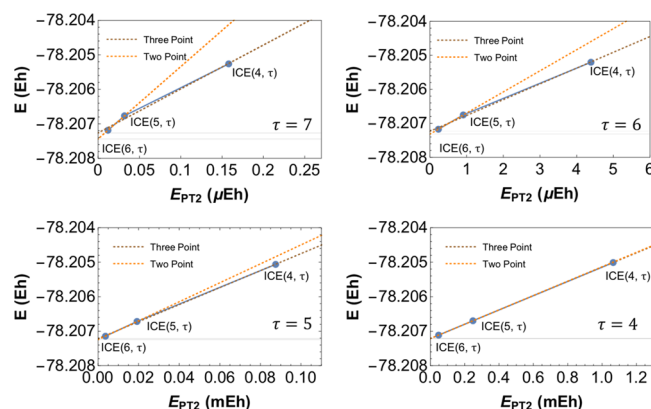 −78.204
−78.205
−78.206
−78.207
−78.208
E (Eh)
Three Point
Two Point
ICE(4, τ)
ICE(5, τ)
ICE(6, τ)
τ = 7
0
0.05
0.10
0.15
0.20
0.25
E_PT2 (μEh)
−78.204
−78.205
−78.206
−78.207
−78.208
E (Eh)
Three Point
Two Point
ICE(4, τ)
ICE(5, τ)
ICE(6, τ)
τ = 6
0
1
2
3
4
5
6
E_PT2 (μEh)
−78.204
−78.205
−78.206
−78.207
−78.208
E (Eh)
Three Point
Two Point
ICE(4, τ)
ICE(5, τ)
ICE(6, τ)
τ = 5
0.00
0.02
0.04
0.06
0.08
0.10
E_PT2 (mEh)
−78.204
−78.205
−78.206
−78.207
−78.208
E (Eh)
Three Point
Two Point
ICE(4, τ)
ICE(5, τ)
ICE(6, τ)
τ = 4
0.0
0.2
0.4
0.6
0.8
1.0
1.2
E_PT2 (mEh)